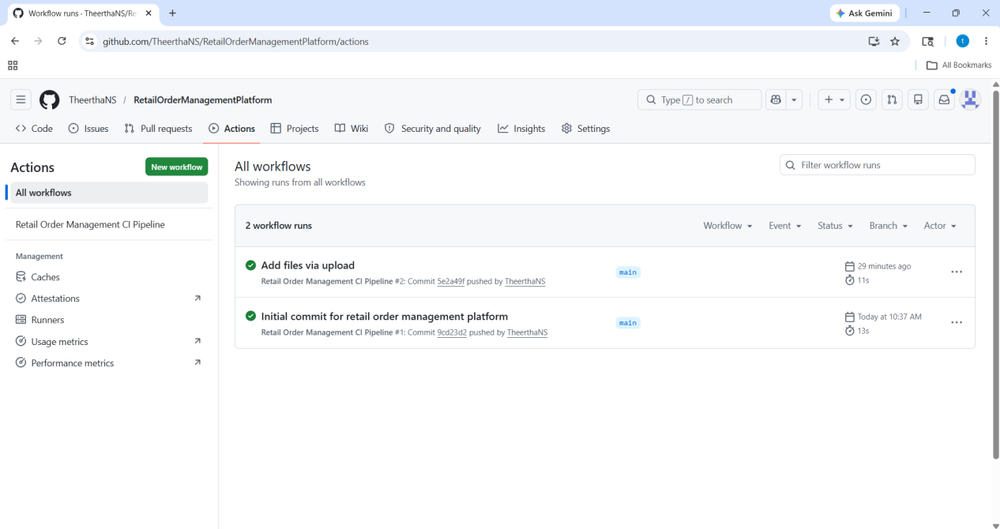 Workflow runs · TheerthaNS/Re
Ask Gemini
github.com/TheerthaNS/RetailOrderManagementPlatform/actions
t
All Bookmarks
TheerthaNS / RetailOrderManagementPlatform
Type / to search
Code
Issues
Pull requests
Actions
Projects
Wiki
Security and quality
Insights
Settings
Actions
New workflow
All workflows
Retail Order Management CI Pipeline
Management
Caches
Attestations
Runners
Usage metrics
Performance metrics
All workflows
Showing runs from all workflows
Filter workflow runs
2 workflow runs
Workflow
Event
Status
Branch
Actor
Add files via upload
Retail Order Management CI Pipeline #2: Commit 5e2a49f pushed by TheerthaNS
main
29 minutes ago
11s
Initial commit for retail order management platform
Retail Order Management CI Pipeline #1: Commit 9cd23d2 pushed by TheerthaNS
main
Today at 10:37 AM
13s